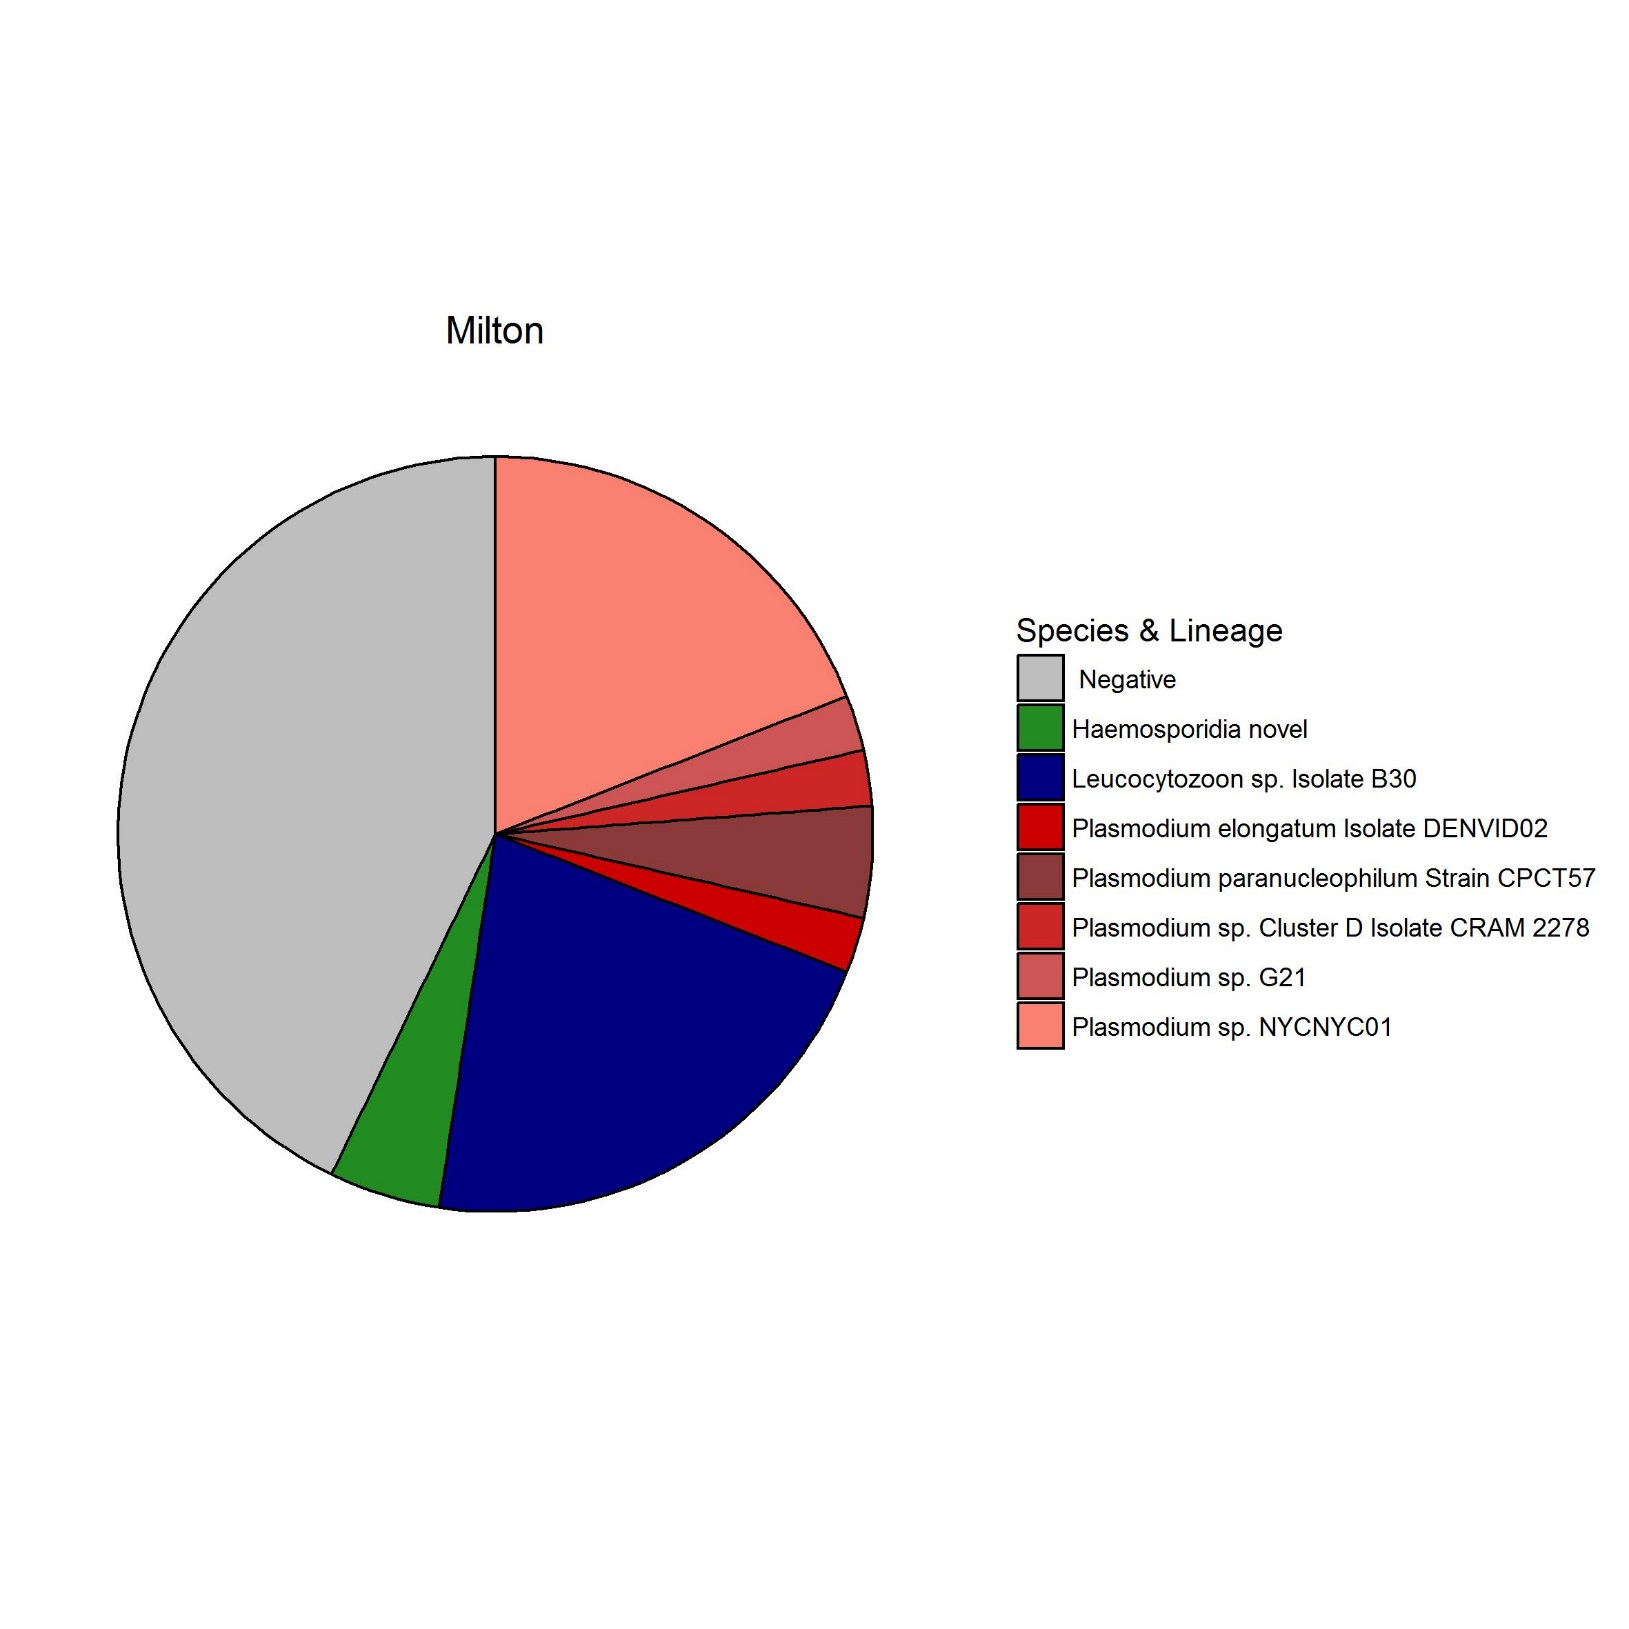 Milton
Species & Lineage
Negative
Haemosporidia novel
Leucocytozoon sp. Isolate B30
Plasmodium elongatum Isolate DENVID02
Plasmodium paranucleophilum Strain CPCT57
Plasmodium sp. Cluster D Isolate CRAM 2278
Plasmodium sp. G21
Plasmodium sp. NYCNYC01